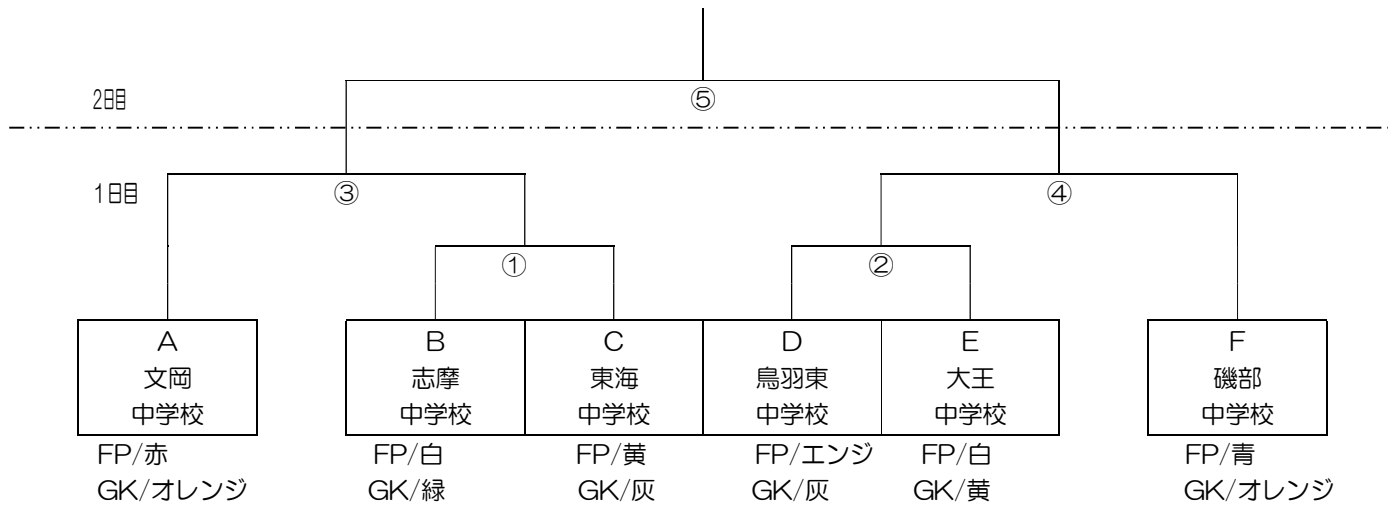 2日目
⑤
1日目
③
④
①
②
A
文岡
中学校
B
志摩
中学校
C
東海
中学校
D
鳥羽東
中学校
E
大王
中学校
F
磯部
中学校
FP/赤
GK/オレンジ
FP/白
GK/緑
FP/黄
GK/灰
FP/エンジ
GK/灰
FP/白
GK/黄
FP/青
GK/オレンジ